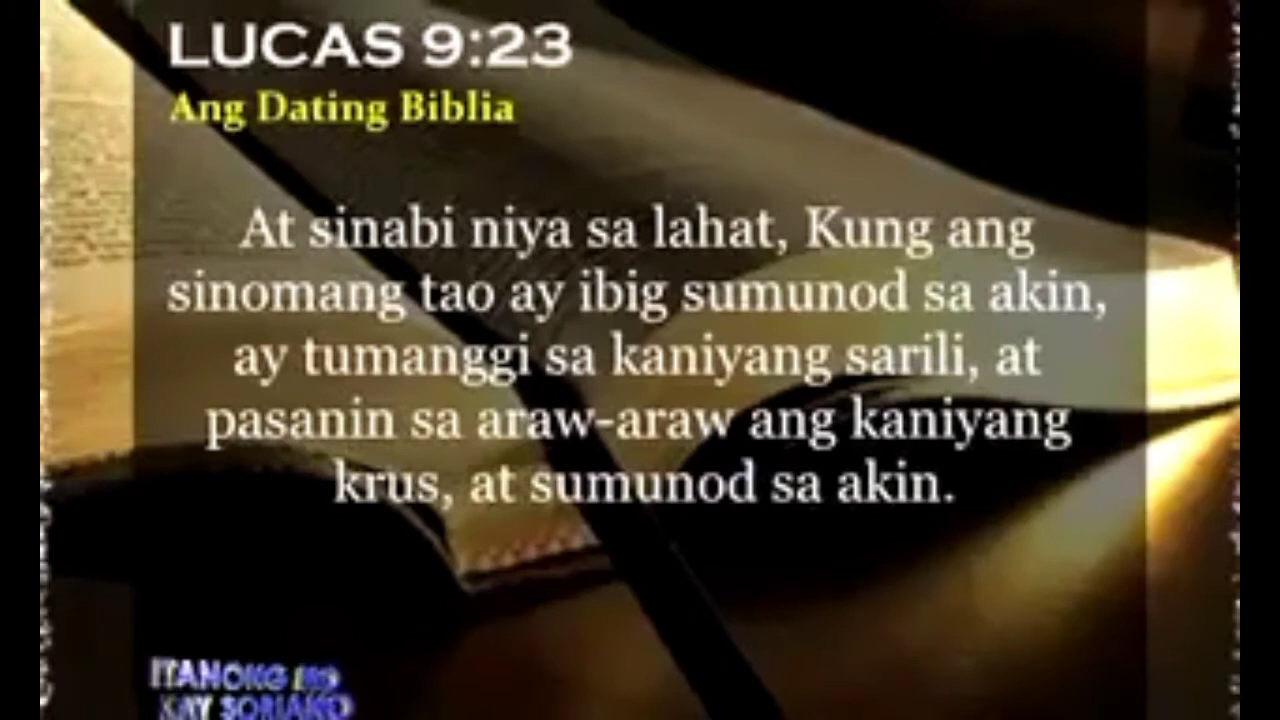 LUCAS 9:23
Ang Dating Biblia
At sinabi niya sa lahat, Kung ang
sinomang tao ay ibig sumunod sa akin,
ay tumanggi sa kaniyang sarili, at
pasanin sa araw-araw ang kaniyang
krus, at sumunod sa akin.
ITANONG MO
KAY SORIANO